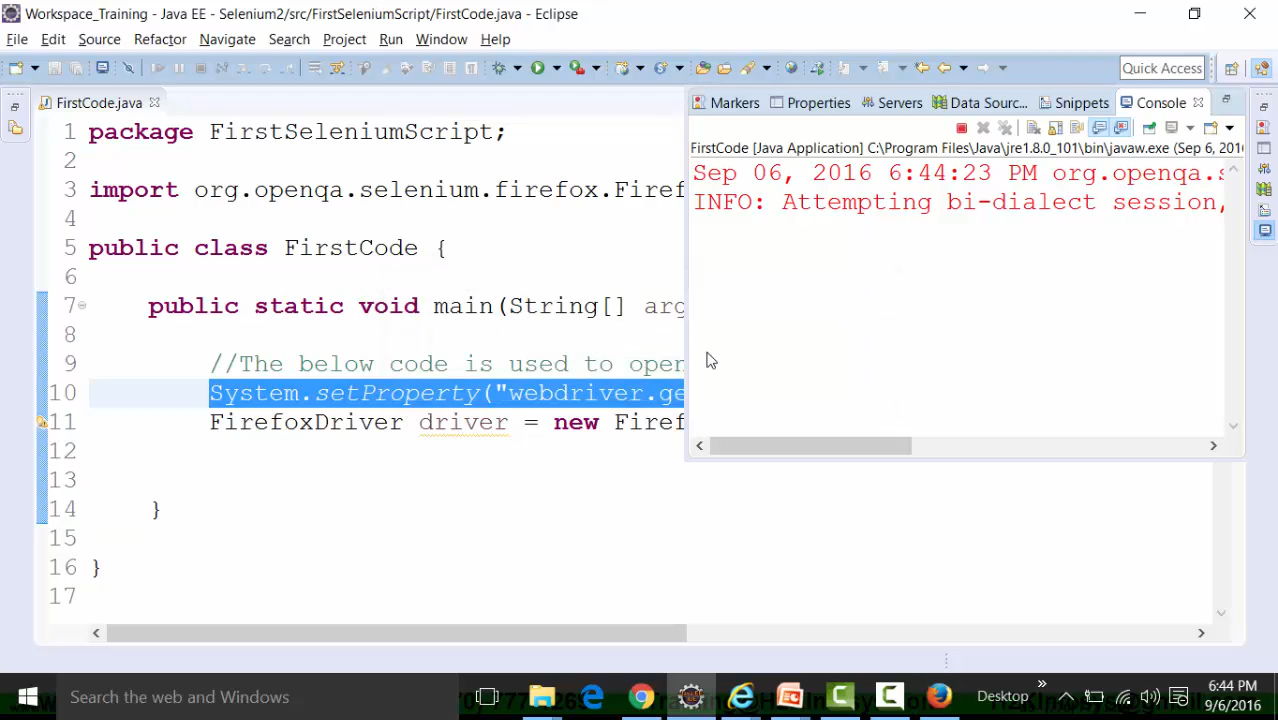 Workspace_Training - Java EE - Selenium2/src/FirstSeleniumScript/FirstCode.java - Eclipse
File Edit Source Refactor Navigate Search Project Run Window Help
Quick Access
FirstCode.java
Markers Properties Servers Data Sourc... Snippets Console
FirstCode [Java Application] C:\Program Files\Java\jre1.8.0_101\bin\javaw.exe (Sep 6, 2016
Sep 06, 2016 6:44:23 PM org.openqa.s
INFO: Attempting bi-dialect session,
1 package FirstSeleniumScript;
2
3 import org.openqa.selenium.firefox.Firef
4
5 public class FirstCode {
6
7 public static void main(String[] arg
8
9 //The below code is used to open
10 System.setProperty("webdriver.ge
11 FirefoxDriver driver = new Firef
12
13
14 }
15
16 }
17
Search the web and Windows
Desktop
6:44 PM
9/6/2016